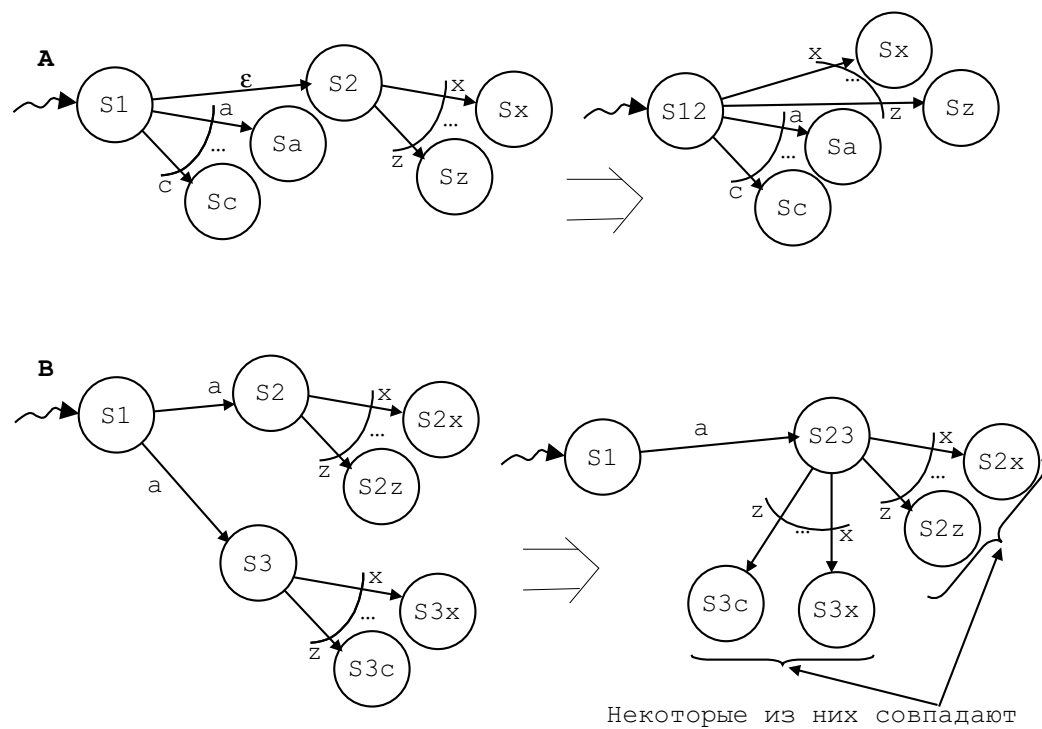 A
S1
ε
S2
a
Sa
...
c
Sc
x
Sx
...
z
Sz
S12
x
Sx
...
z
Sz
a
Sa
...
c
Sc
B
S1
a
S2
x
S2x
...
z
S2z
a
S3
x
S3x
...
z
S3c
S1
a
S23
x
S2x
...
z
S2z
z
...
x
S3c
S3x
Некоторые из них совпадают